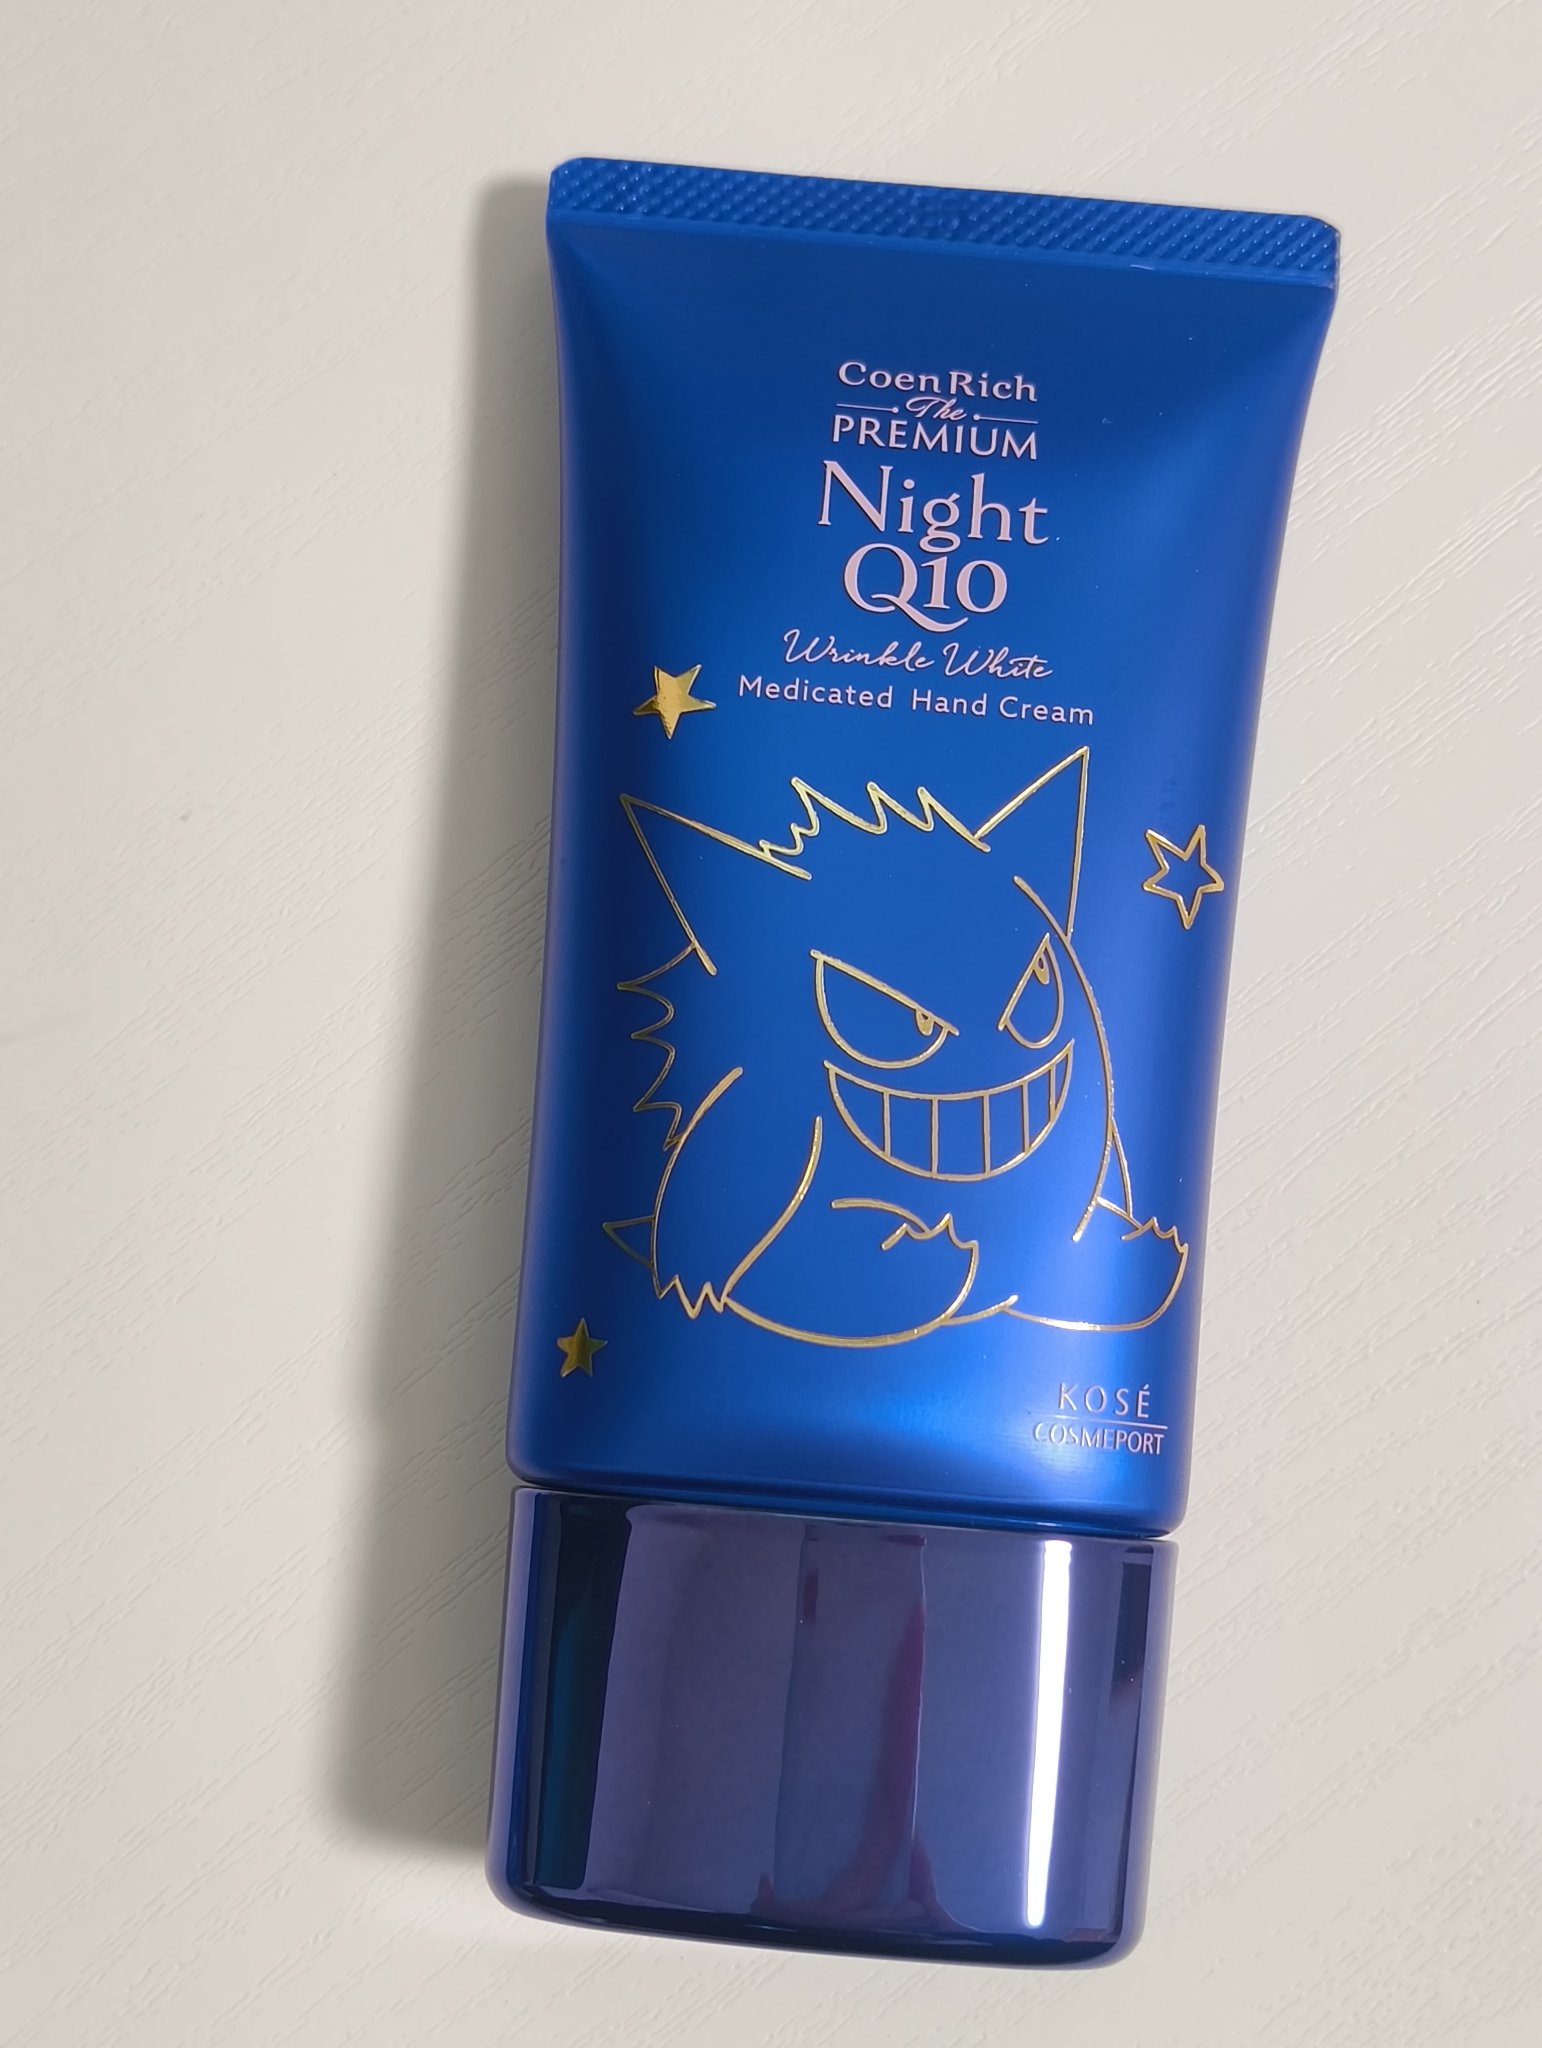 Coen Rich
The
PREMIUM
Night
Q10
Wrinkle White
Medicated Hand Cream
KOSÉ
COSMEPORT